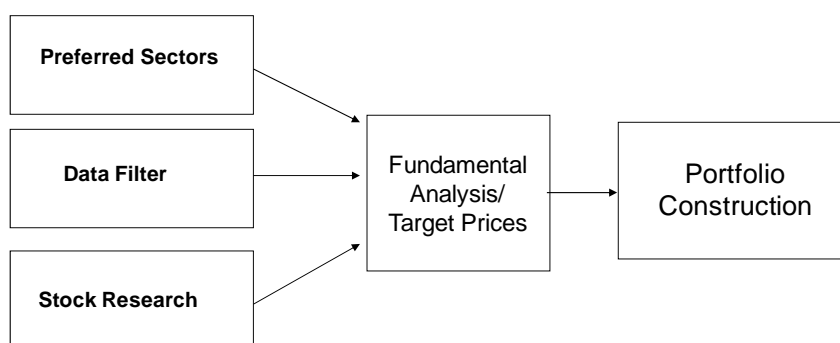 Preferred Sectors
Data Filter
Stock Research
Fundamental
Analysis/
Target Prices
Portfolio
Construction